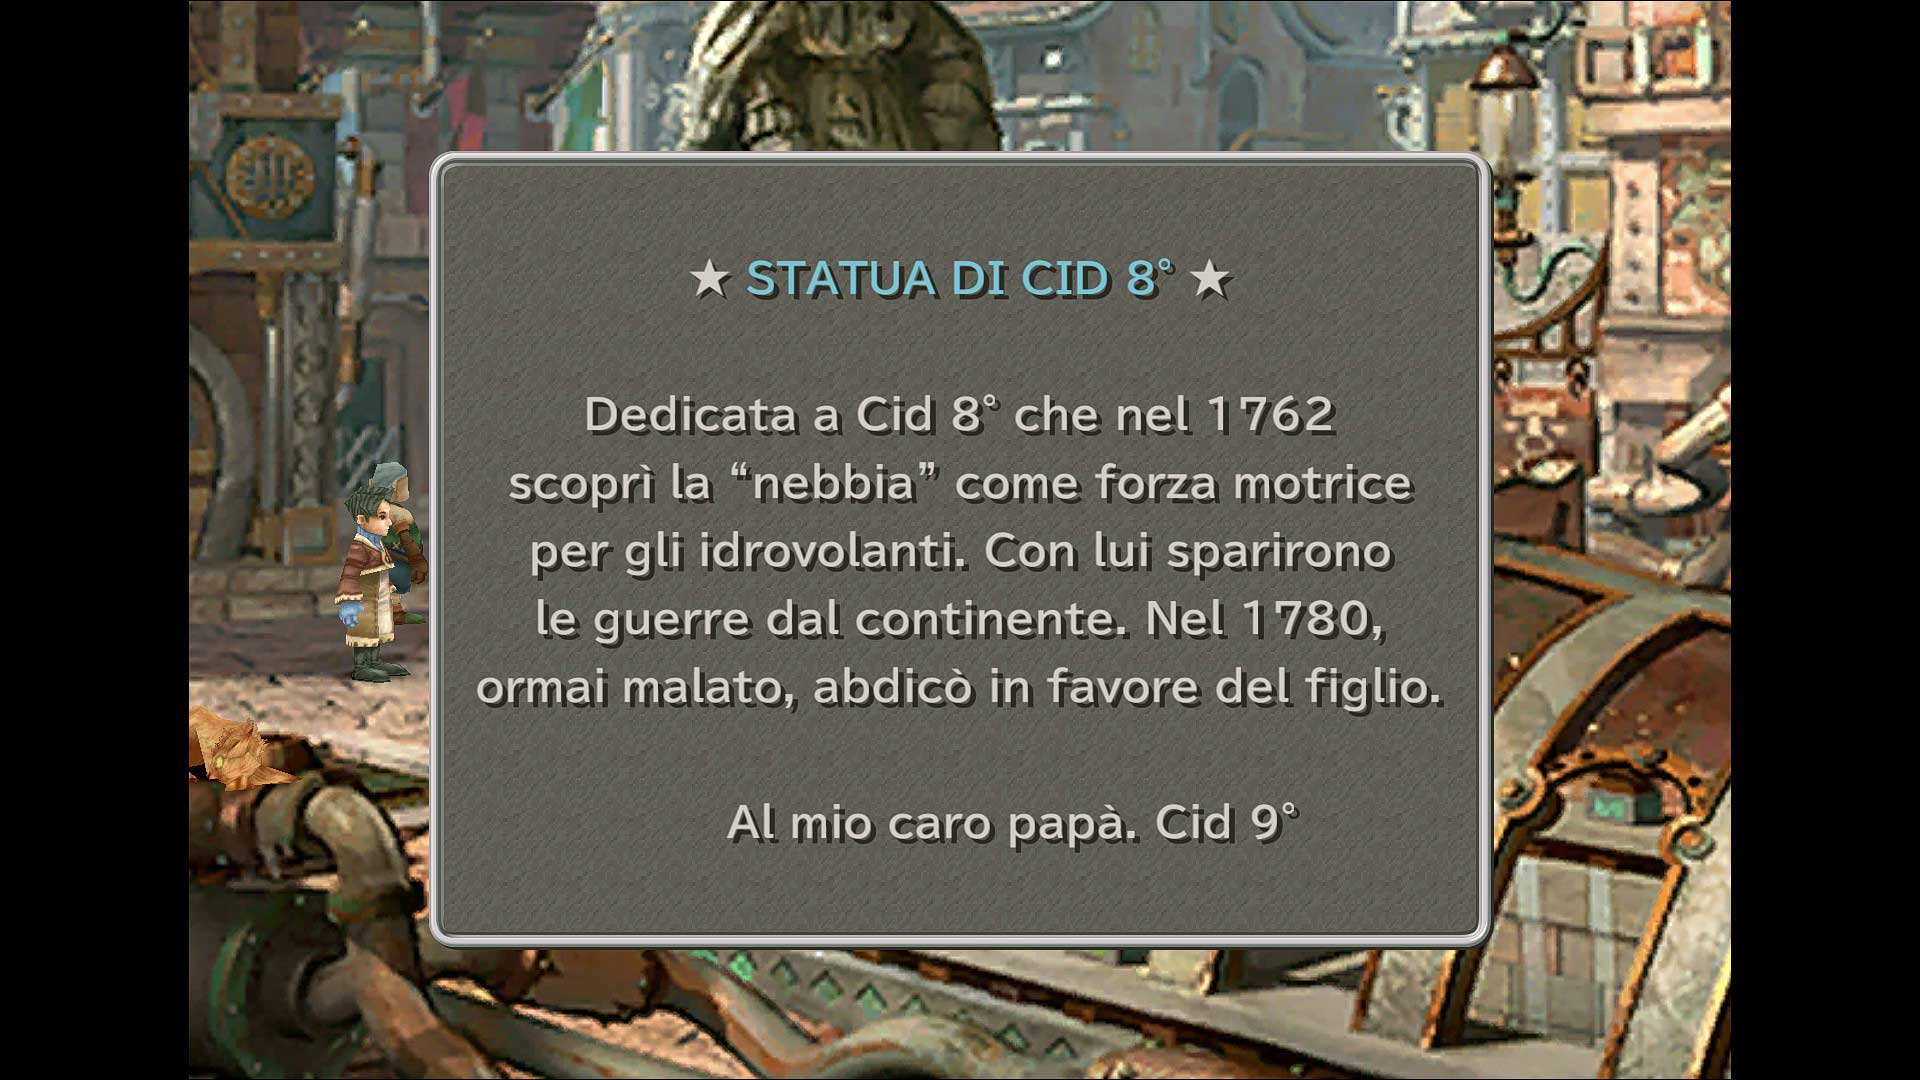 ★ STATUA DI CID 8° ★
Dedicata a Cid 8° che nel 1762
scoprì la “nebbia” come forza motrice
per gli idrovolanti. Con lui sparirono
le guerre dal continente. Nel 1780,
ormai malato, abdicò in favore del figlio.
Al mio caro papà. Cid 9°